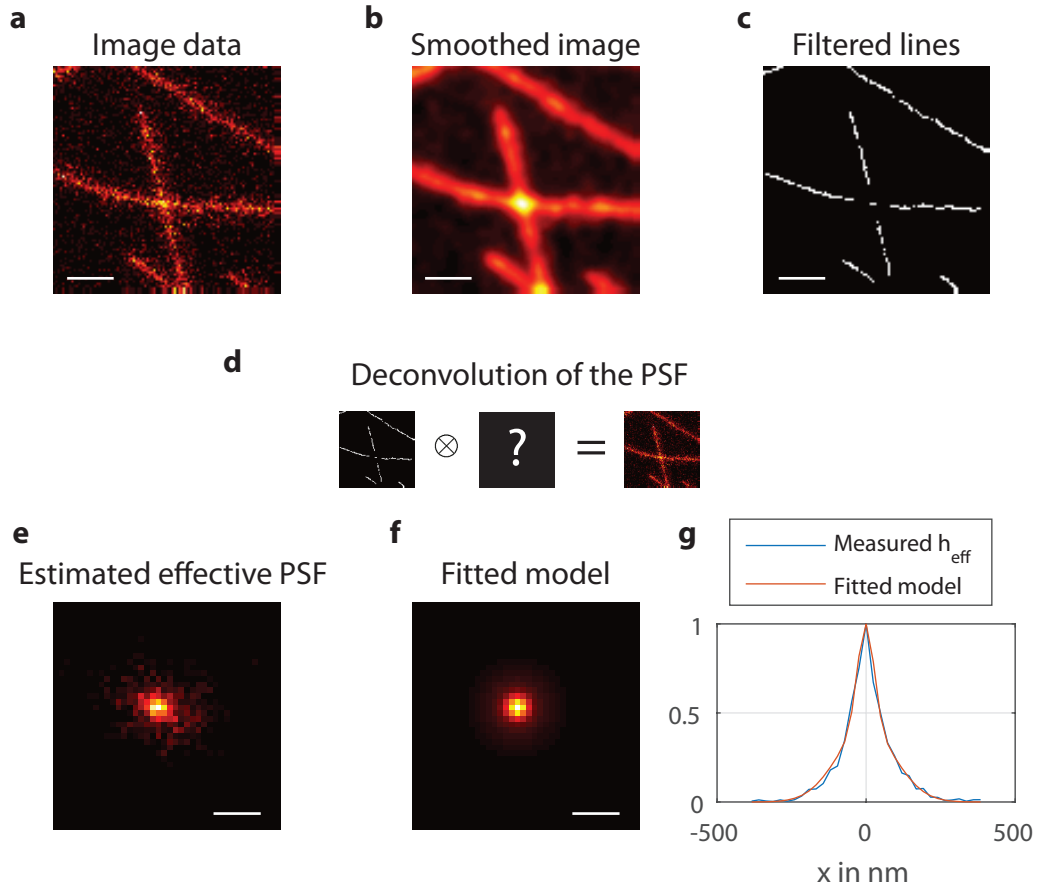 a
Image data
b
Smoothed image
c
Filtered lines
d
Deconvolution of the PSF
⊗ ? =
e
Estimated effective PSF
f
Fitted model
g
Measured h_eff
Fitted model
1
0.5
0
-500 0 500
x in nm